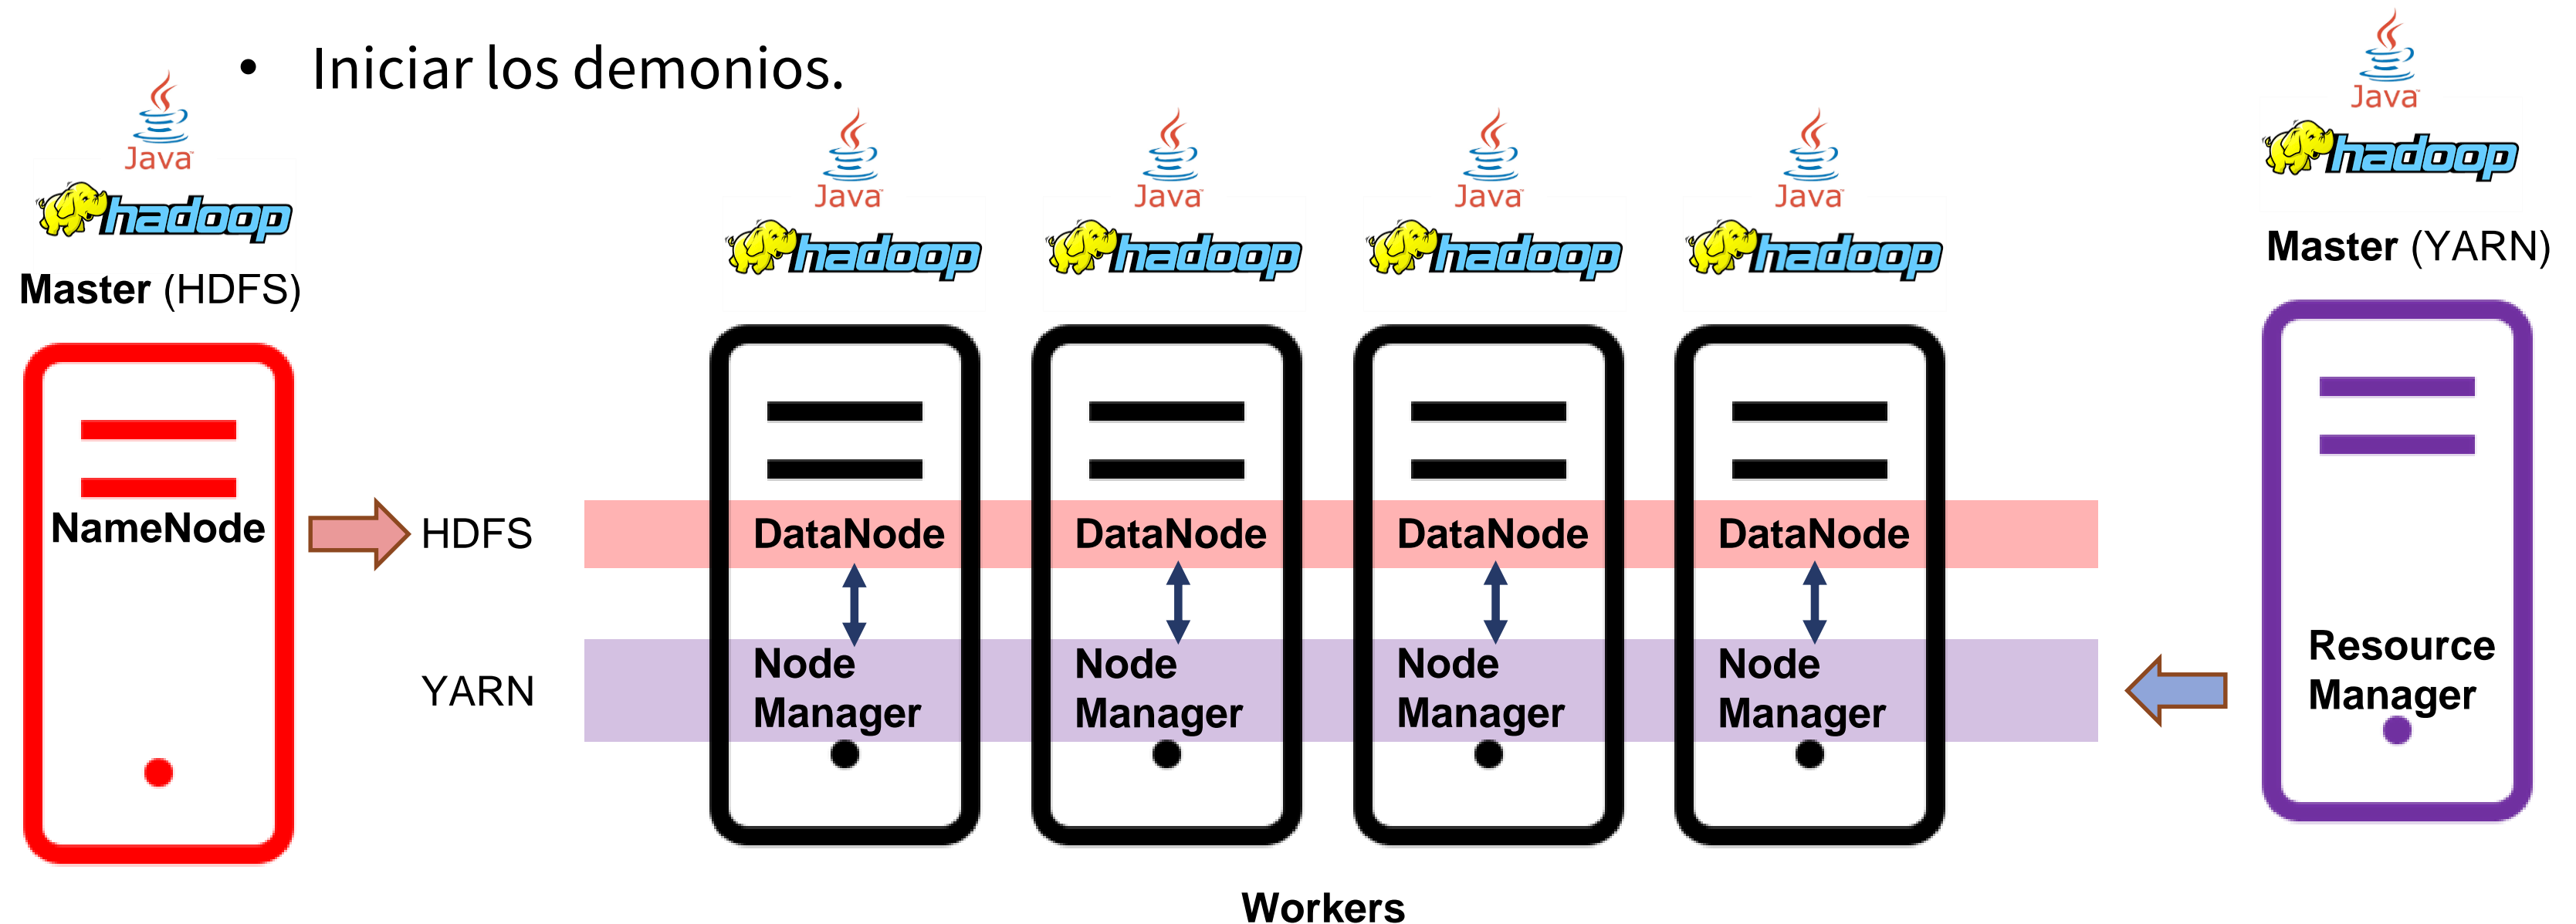 • Iniciar los demonios.
Java
hadoop
Master (HDFS)
NameNode
HDFS
YARN
Java
hadoop
DataNode
Node
Manager
Java
hadoop
DataNode
Node
Manager
Java
hadoop
DataNode
Node
Manager
Java
hadoop
DataNode
Node
Manager
Workers
Java
hadoop
Master (YARN)
Resource
Manager